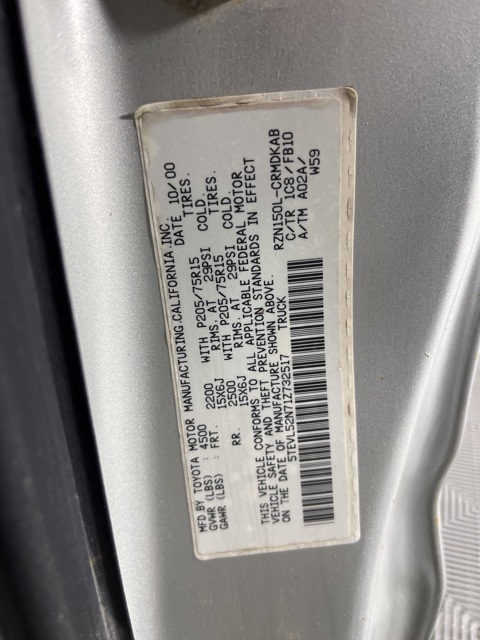 MFD BY TOYOTA MOTOR MANUFACTURING.CALIFORNIA.INC. DATE 10/00
GVWR (LBS) : 4500
GAWR (LBS) : FRT. 2200 WITH P205/75R15 TIRES.
15X6J RIMS. AT 29PSI COLD.
RR. 2500 WITH P205/75R15 TIRES.
15X6J RIMS. AT 29PSI COLD.
THIS VEHICLE CONFORMS TO ALL APPLICABLE FEDERAL MOTOR
VEHICLE SAFETY AND THEFT PREVENTION STANDARDS IN EFFECT
ON THE DATE OF MANUFACTURE SHOWN ABOVE.
5TEVL52N71Z732517 TRUCK
RZN150L-CRMDKAB
C/TR 1C8/FB10
A/TM A02A/
W59